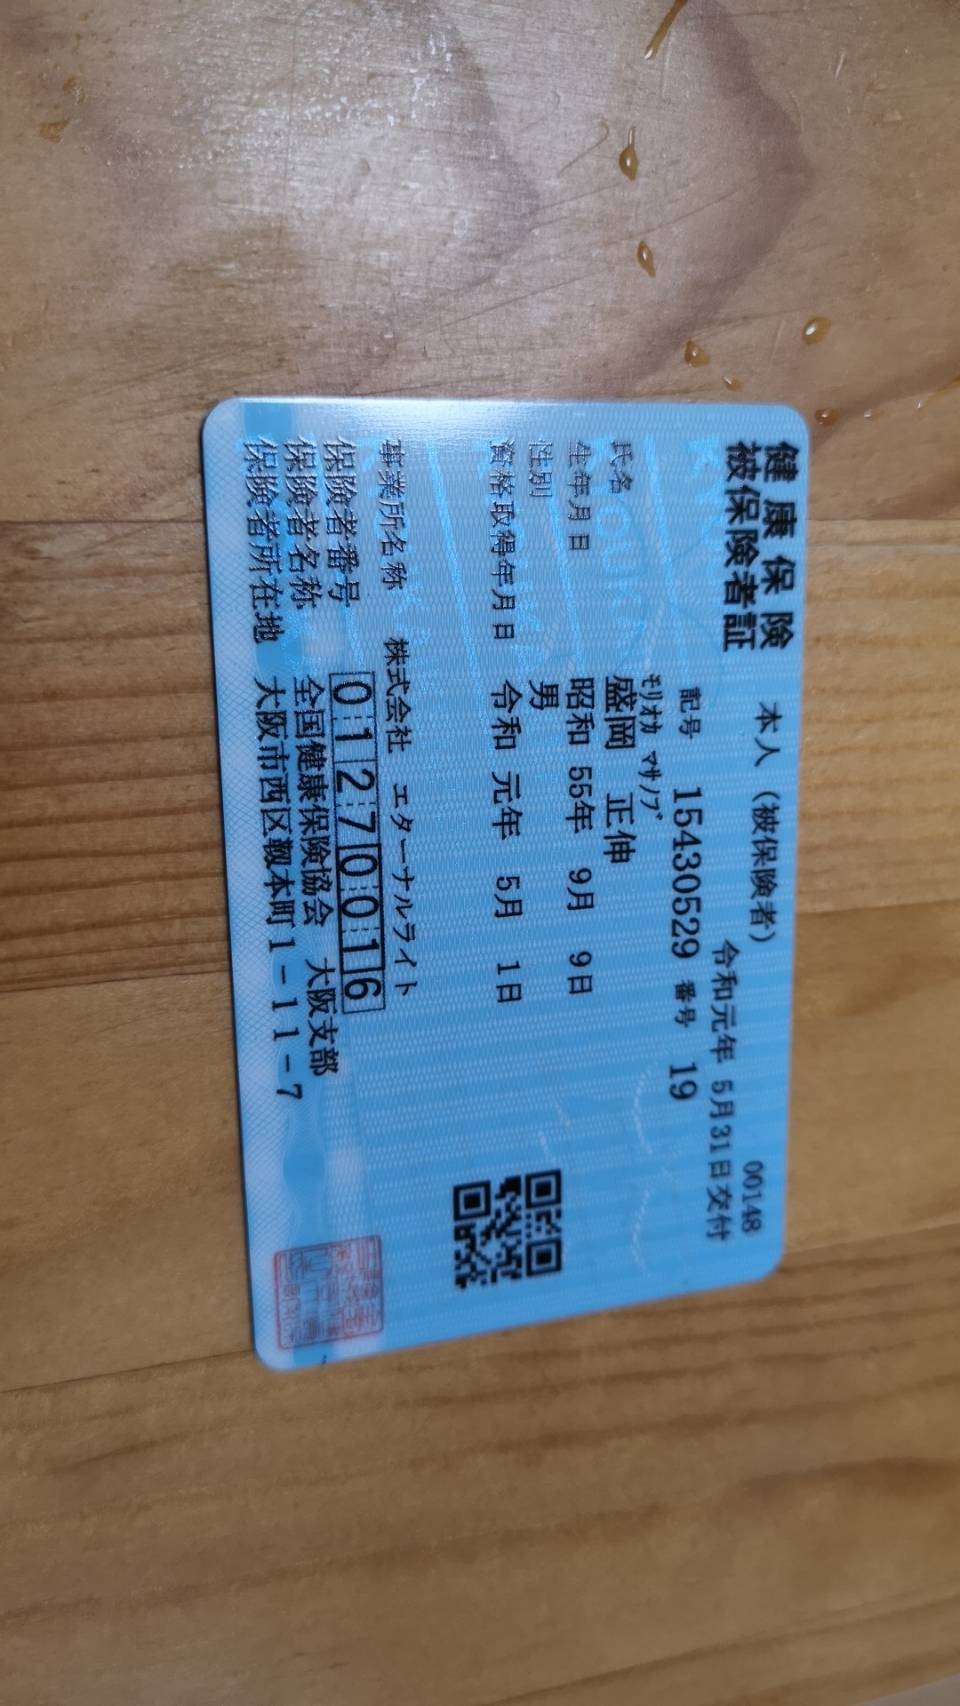 健康保険 本人(被保険者) 00148
被保険者証 令和元年 5月31日交付
記号 15430529 番号 19
ﾓﾘｵｶ ﾏｻﾉﾌﾞ
氏名 盛岡 正伸
生年月日 昭和 55年 9月 9日
性別 男
資格取得年月日 令和 元年 5月 1日
事業所名称 株式会社 エターナルライト
保険者番号 01270016
保険者名称 全国健康保険協会 大阪支部
保険者所在地 大阪市西区靱本町1-11-7